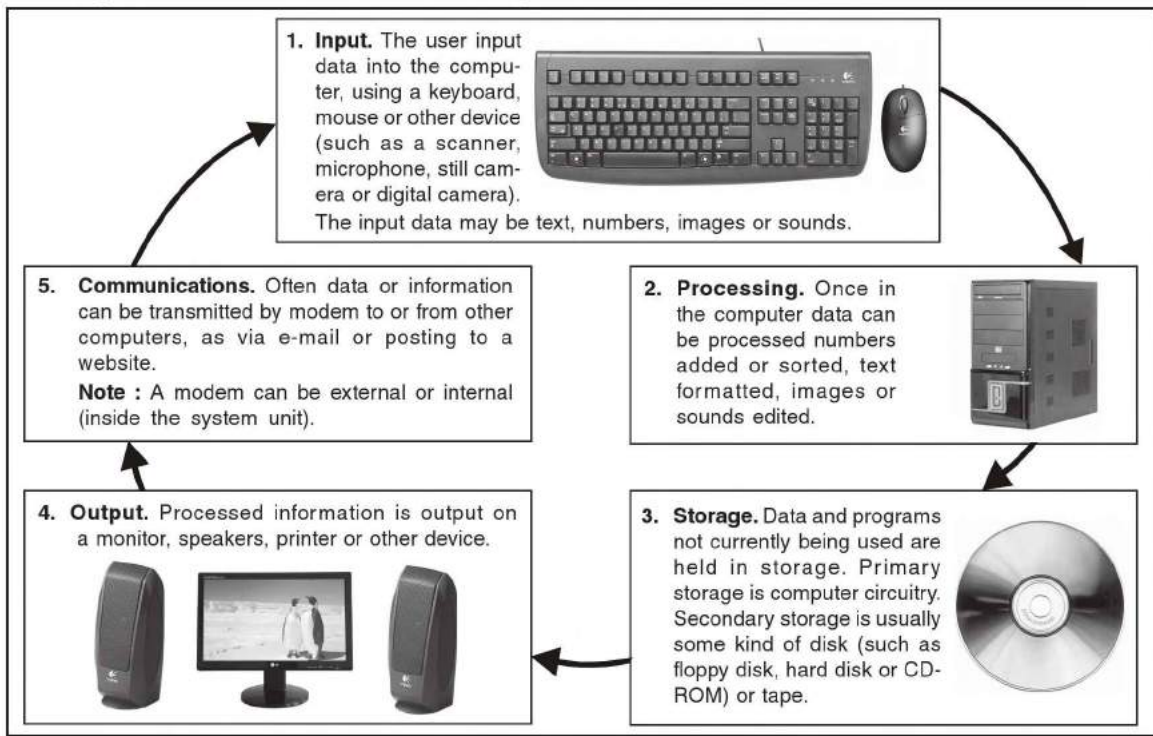 1. Input. The user input
data into the compu-
ter, using a keyboard,
mouse or other device
(such as a scanner,
microphone, still cam-
era or digital camera).
The input data may be text, numbers, images or sounds.
2. Processing. Once in
the computer data can
be processed numbers
added or sorted, text
formatted, images or
sounds edited.
3. Storage. Data and programs
not currently being used are
held in storage. Primary
storage is computer circuitry.
Secondary storage is usually
some kind of disk (such as
floppy disk, hard disk or CD-
ROM) or tape.
4. Output. Processed information is output on
a monitor, speakers, printer or other device.
5. Communications. Often data or information
can be transmitted by modem to or from other
computers, as via e-mail or posting to a
website.
Note : A modem can be external or internal
(inside the system unit).